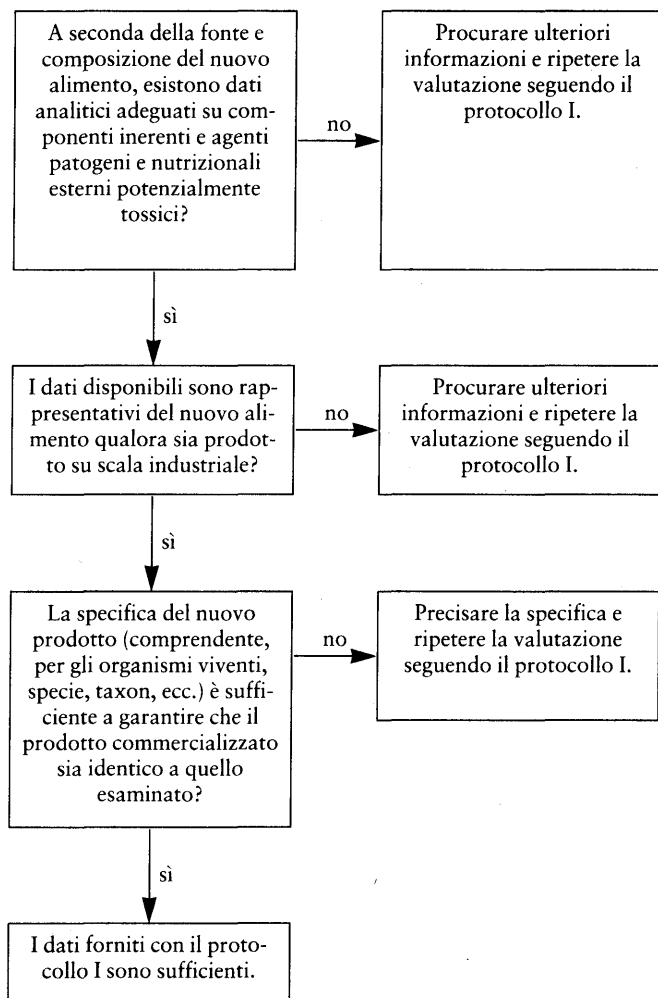 A seconda della fonte e
composizione del nuovo
alimento, esistono dati
analitici adeguati su com-
ponenti inerenti e agenti
patogeni e nutrizionali
esterni potenzialmente
tossici?
no
Procurare ulteriori
informazioni e ripetere la
valutazione seguendo il
protocollo I.
sì
I dati disponibili sono rap-
presentativi del nuovo ali-
mento qualora sia prodot-
to su scala industriale?
no
Procurare ulteriori
informazioni e ripetere la
valutazione seguendo il
protocollo I.
sì
La specifica del nuovo
prodotto (comprendente,
per gli organismi viventi,
specie, taxon, ecc.) è suffi-
ciente a garantire che il
prodotto commercializzato
sia identico a quello
esaminato?
no
Precisare la specifica e
ripetere la valutazione
seguendo il protocollo I.
sì
I dati forniti con il proto-
collo I sono sufficienti.